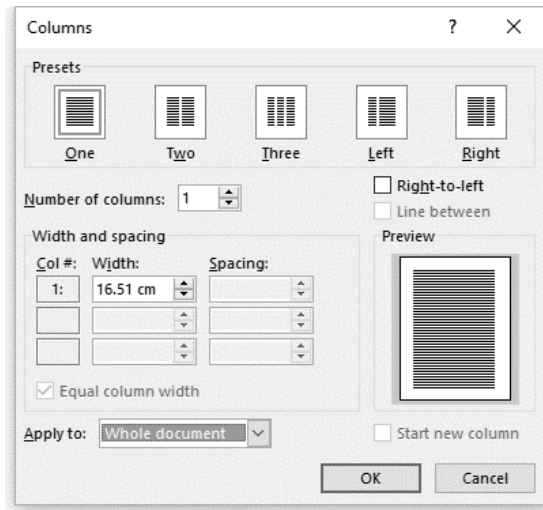 Columns ? ×
Presets
One Two Three Left Right
Number of columns: 1
Right-to-left
Line between
Width and spacing
Preview
Col #: Width: Spacing:
1: 16.51 cm
Equal column width
Apply to: Whole document
Start new column
OK Cancel